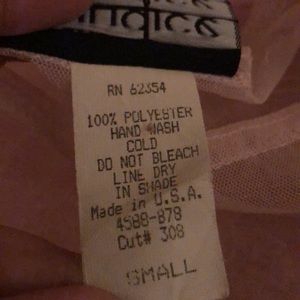 RN 62354
100% POLYESTER
HAND WASH
COLD
DO NOT BLEACH
LINE DRY
IN SHADE
Made in U.S.A.
4589-878
Cut# 308
SMALL